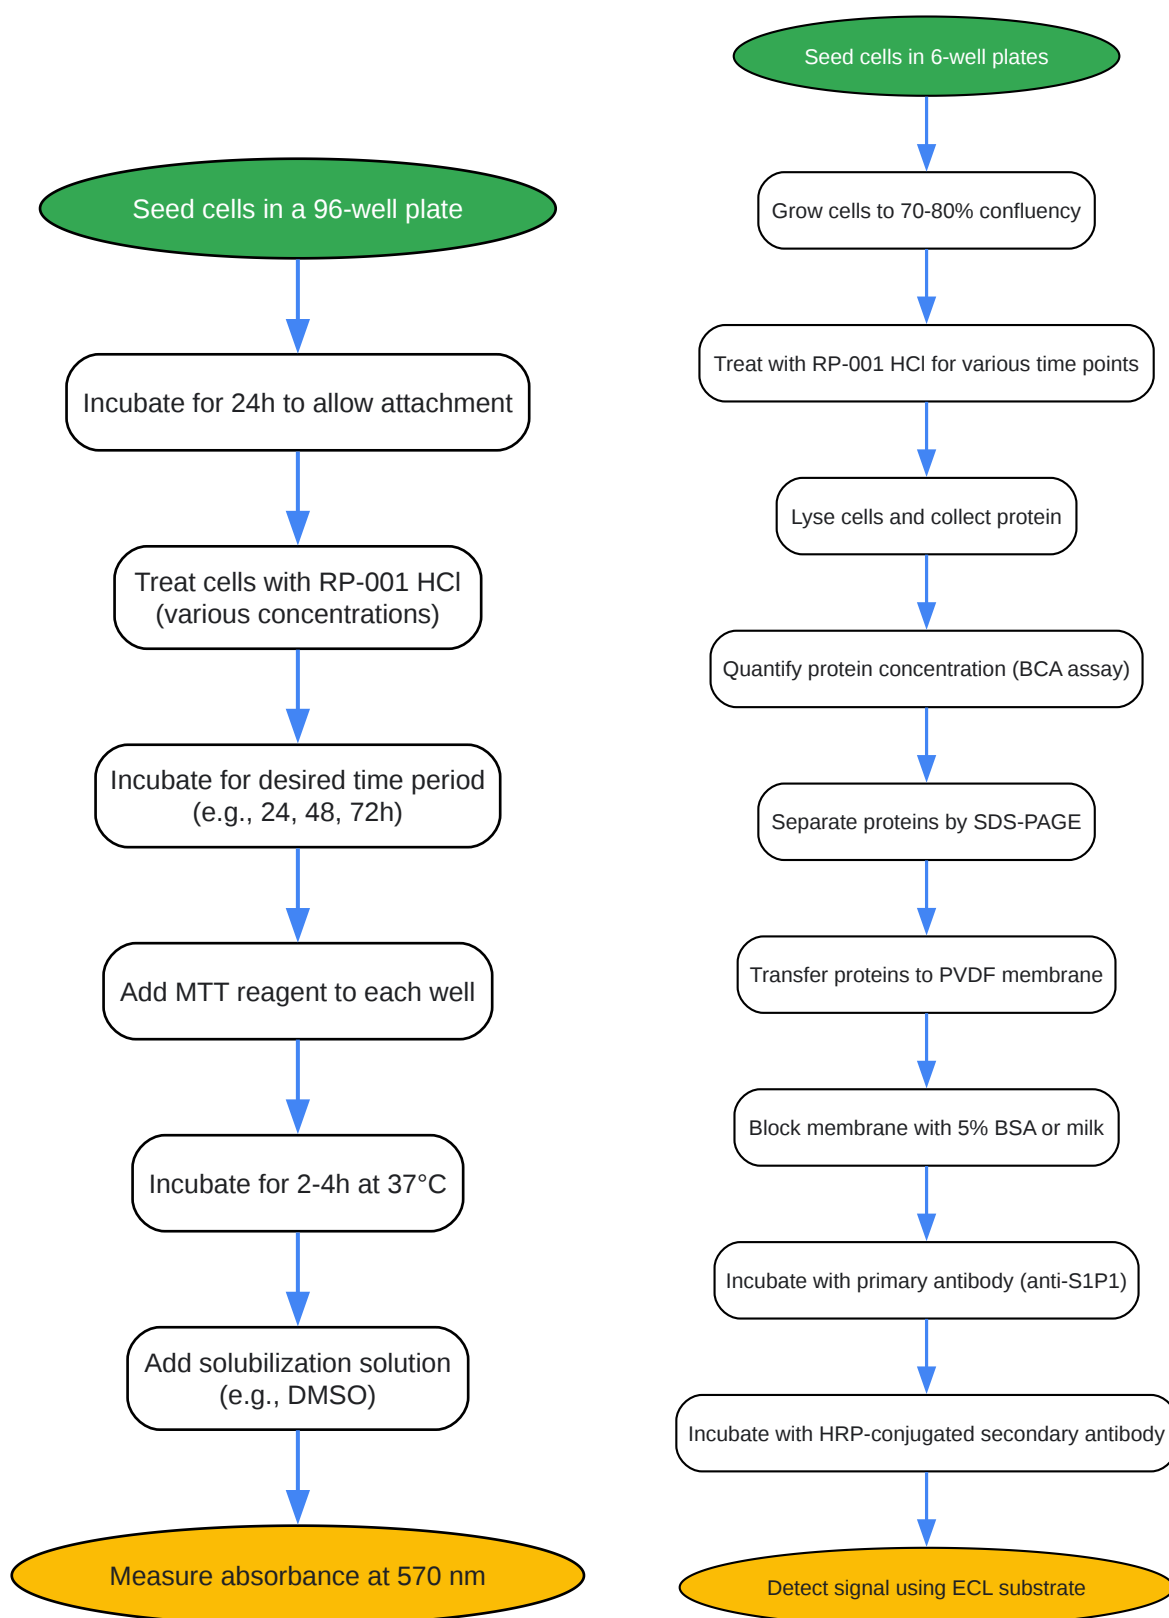 Seed cells in a 96-well plate
Incubate for 24h to allow attachment
Treat cells with RP-001 HCl
(various concentrations)
Incubate for desired time period
(e.g., 24, 48, 72h)
Add MTT reagent to each well
Incubate for 2-4h at 37°C
Add solubilization solution
(e.g., DMSO)
Measure absorbance at 570 nm
Seed cells in 6-well plates
Grow cells to 70-80% confluency
Treat with RP-001 HCl for various time points
Lyse cells and collect protein
Quantify protein concentration (BCA assay)
Separate proteins by SDS-PAGE
Transfer proteins to PVDF membrane
Block membrane with 5% BSA or milk
Incubate with primary antibody (anti-S1P1)
Incubate with HRP-conjugated secondary antibody
Detect signal using ECL substrate